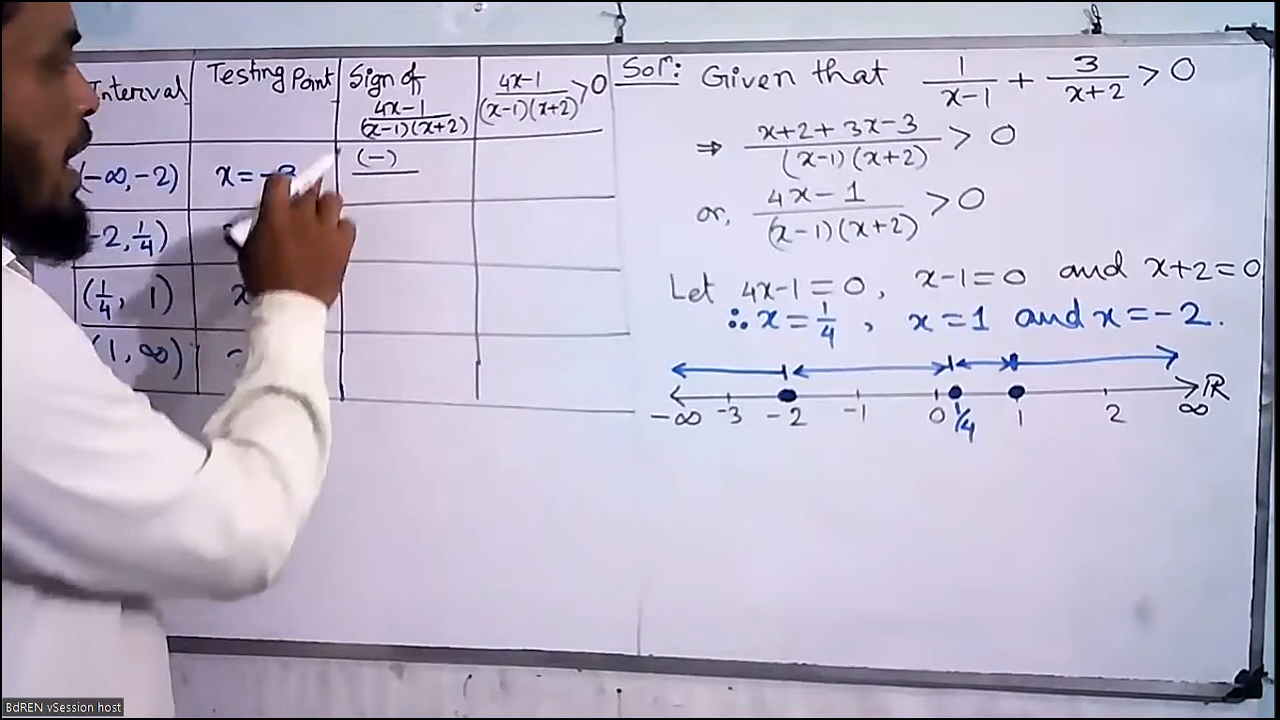 Interval Testing Point Sign of 4x-1/(x-1)(x+2) 4x-1/(x-1)(x+2) > 0
(-∞, -2) x = -3 (-)
-2, 1/4)
(1/4, 1) x
(1, ∞)
Sol: Given that 1/(x-1) + 3/(x+2) > 0
⇒ x+2+3x-3/(x-1)(x+2) > 0
or, 4x-1/(x-1)(x+2) > 0
Let 4x-1=0, x-1=0 and x+2=0
∴ x = 1/4, x = 1 and x = -2.
-∞ -3 -2 -1 0 1/4 1 2 ∞ ℝ
BdREN vSession host